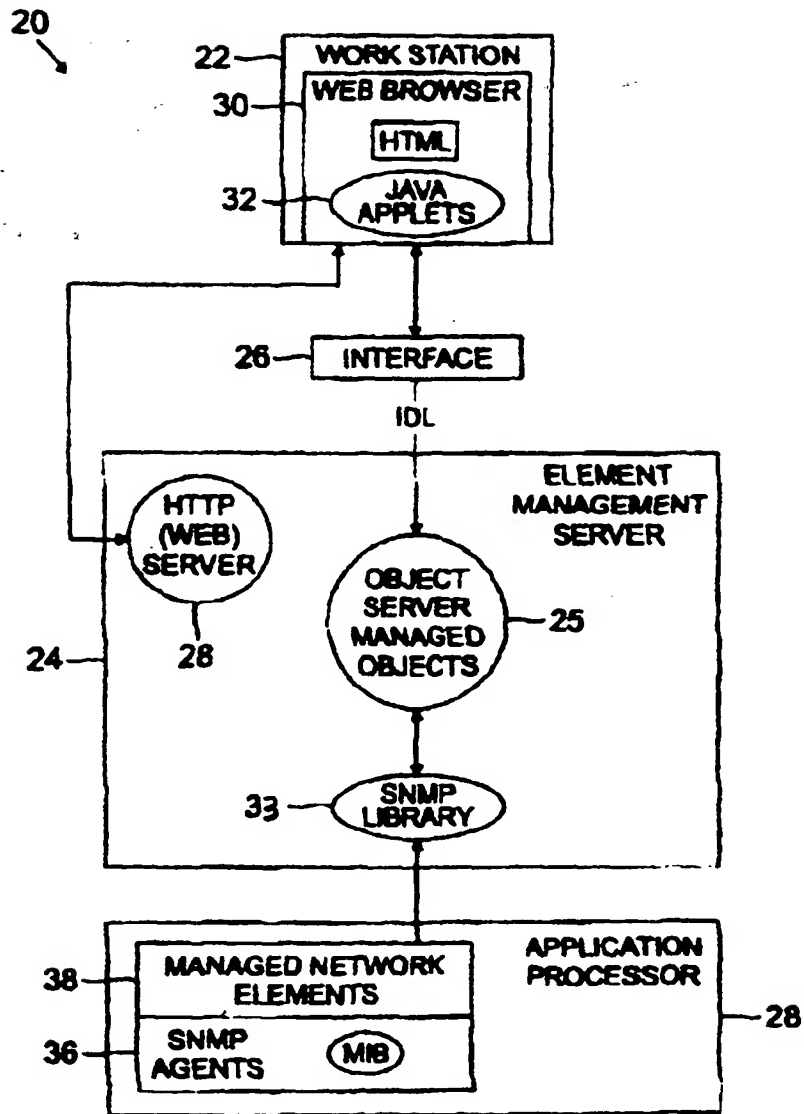 20
22
WORK STATION
30
WEB BROWSER
HTML
32
JAVA
APPLETS
26
INTERFACE
IDL
ELEMENT
MANAGEMENT
SERVER
HTTP
(WEB)
SERVER
28
24
OBJECT
SERVER
MANAGED
OBJECTS
25
33
SNMP
LIBRARY
APPLICATION
PROCESSOR
38
MANAGED NETWORK
ELEMENTS
28
36
SNMP
AGENTS
MIB